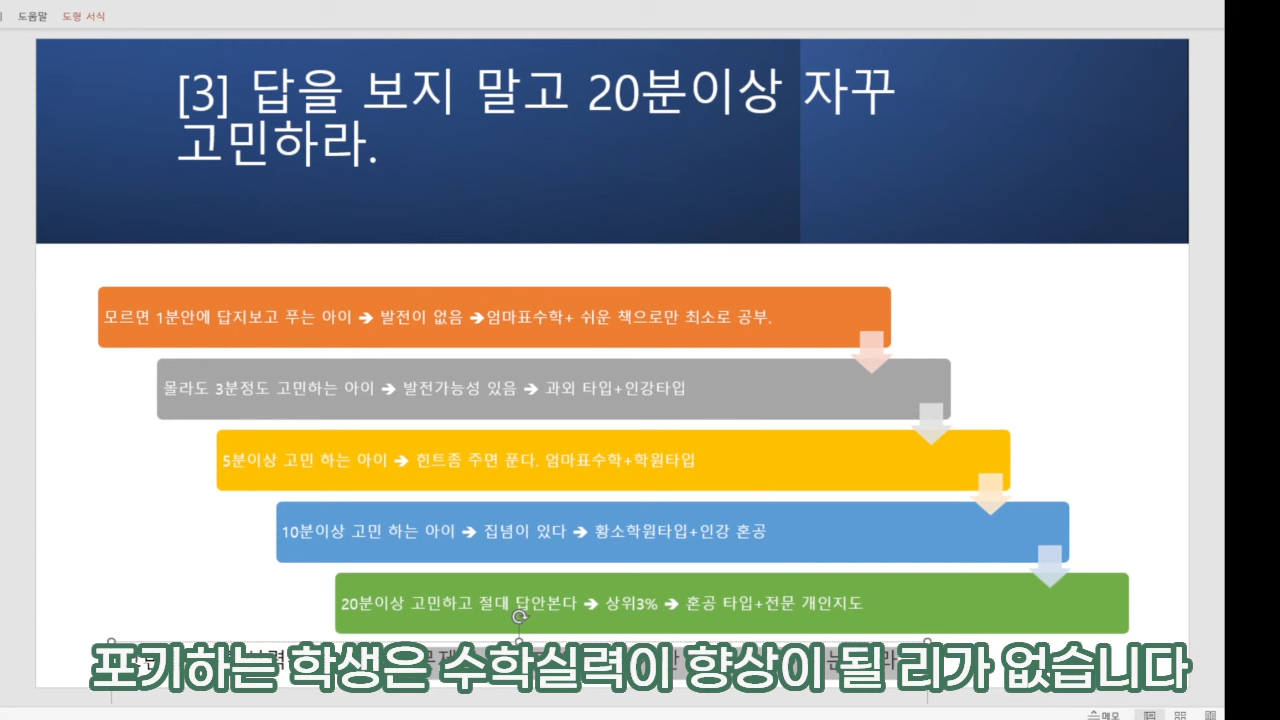 도움말 도형 서식
[3] 답을 보지 말고 20분이상 자꾸
고민하라.
모르면 1분안에 답지보고 푸는 아이 ➔ 발전이 없음 ➔엄마표수학+ 쉬운 책으로만 최소로 공부.
몰라도 3분정도 고민하는 아이 ➔ 발전가능성 있음 ➔ 과외 타입+인강타입
5분이상 고민 하는 아이 ➔ 힌트좀 주면 푼다. 엄마표수학+학원타입
10분이상 고민 하는 아이 ➔ 집념이 있다 ➔ 황소학원타입+인강 혼공
20분이상 고민하고 절대 답안본다 ➔ 상위3% ➔ 혼공 타입+전문 개인지도
포기하는 학생은 수학실력이 향상이 될 리가 없습니다
메모